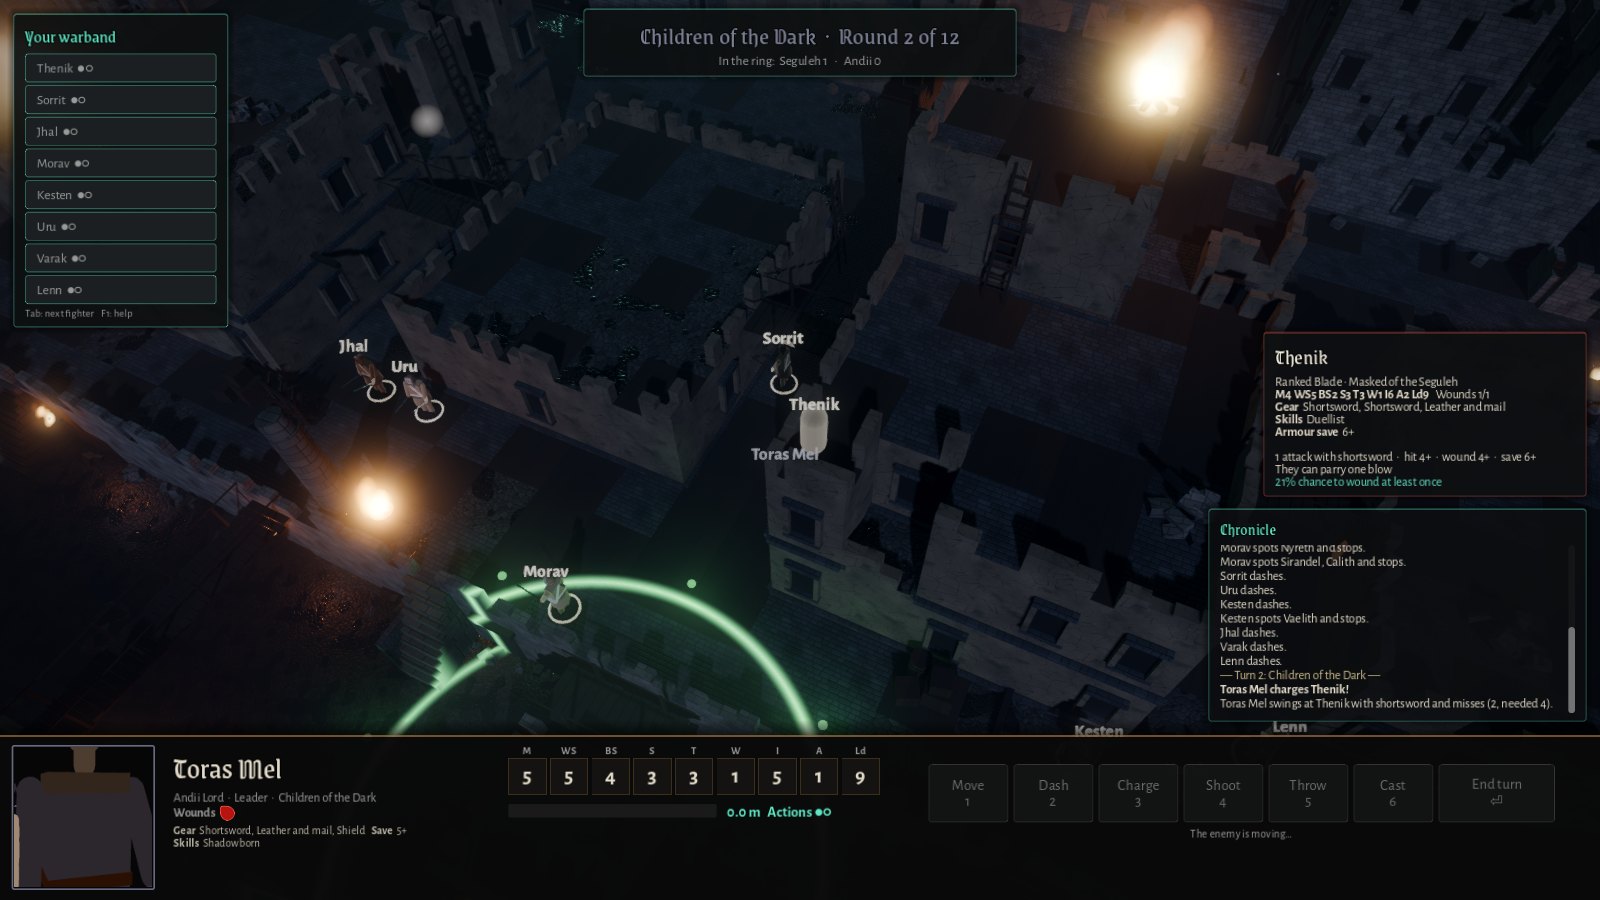 Your warband
Thenik
Sorrit
Jhal
Morav
Kesten
Uru
Varak
Lenn
Tab: next fighter F1: help
Children of the Dark · Round 2 of 12
In the ring: Seguleh 1 · Andii 0
Jhal
Uru
Sorrit
Thenik
Toras Mel
Morav
Kesten
Lenn
Thenik
Ranked Blade · Masked of the Seguleh
M4 WS5 BS2 S3 T3 W1 I6 A2 Ld9 Wounds 1/1
Gear Shortsword, Shortsword, Leather and mail
Skills Duellist
Armour save 6+
1 attack with shortsword · hit 4+ · wound 4+ · save 6+
They can parry one blow
21% chance to wound at least once
Chronicle
Morav spots Nyreth and stops.
Morav spots Sirandel, Calith and stops.
Sorrit dashes.
Uru dashes.
Kesten dashes.
Kesten spots Vaelith and stops.
Jhal dashes.
Varak dashes.
Lenn dashes.
— Turn 2: Children of the Dark —
Toras Mel charges Thenik!
Toras Mel swings at Thenik with shortsword and misses (2, needed 4).
Toras Mel
Andii Lord · Leader · Children of the Dark
Wounds
Gear Shortsword, Leather and mail, Shield Save 5+
Skills Shadowborn
M WS BS S T W I A Ld
5 5 4 3 3 1 5 1 9
0.0 m Actions
Move Dash Charge Shoot Throw Cast End turn
1 2 3 4 5 6 ⏎
The enemy is moving...